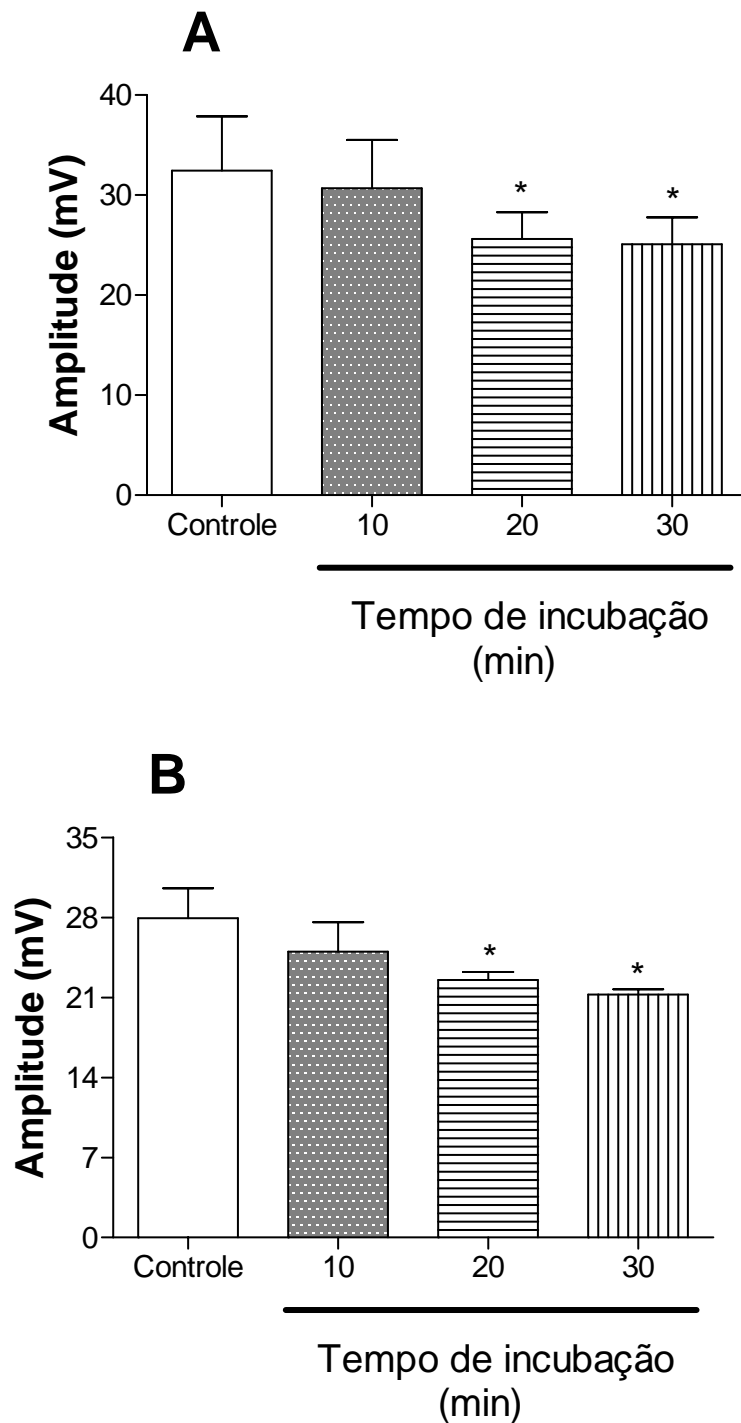 A
Amplitude (mV)
40
30
20
10
0
* *
Controle 10 20 30
Tempo de incubação
(min)
B
Amplitude (mV)
35
28
21
14
7
0
* *
Controle 10 20 30
Tempo de incubação
(min)